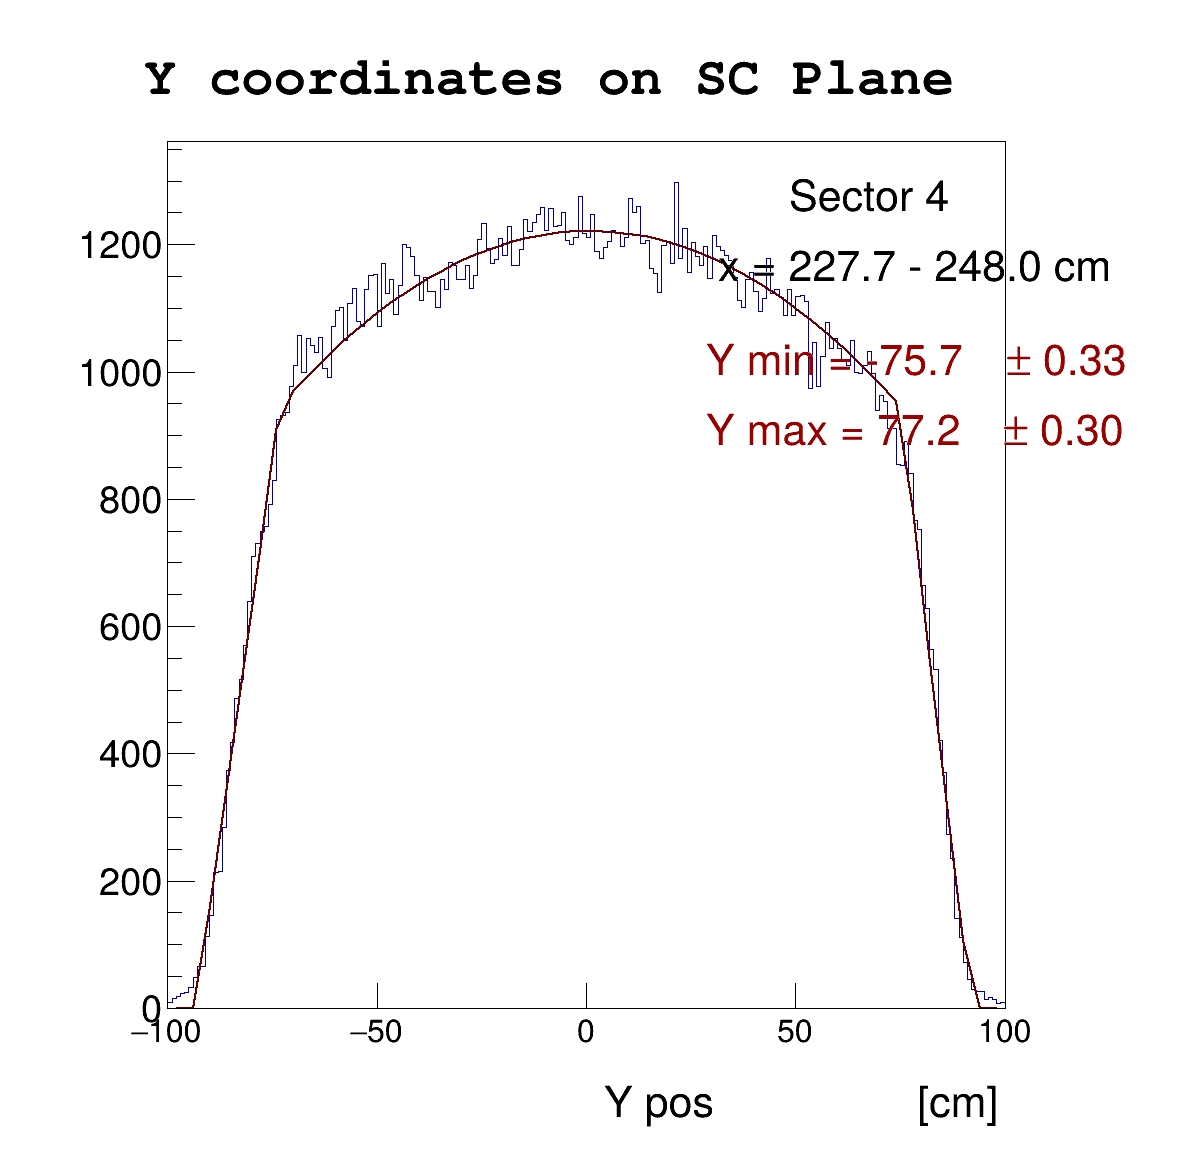 Y coordinates on SC Plane
Sector 4
x = 227.7 - 248.0 cm
Y min = -75.7 ± 0.33
Y max = 77.2 ± 0.30
1200
1000
800
600
400
200
0
−100 −50 0 50 100
Y pos [cm]